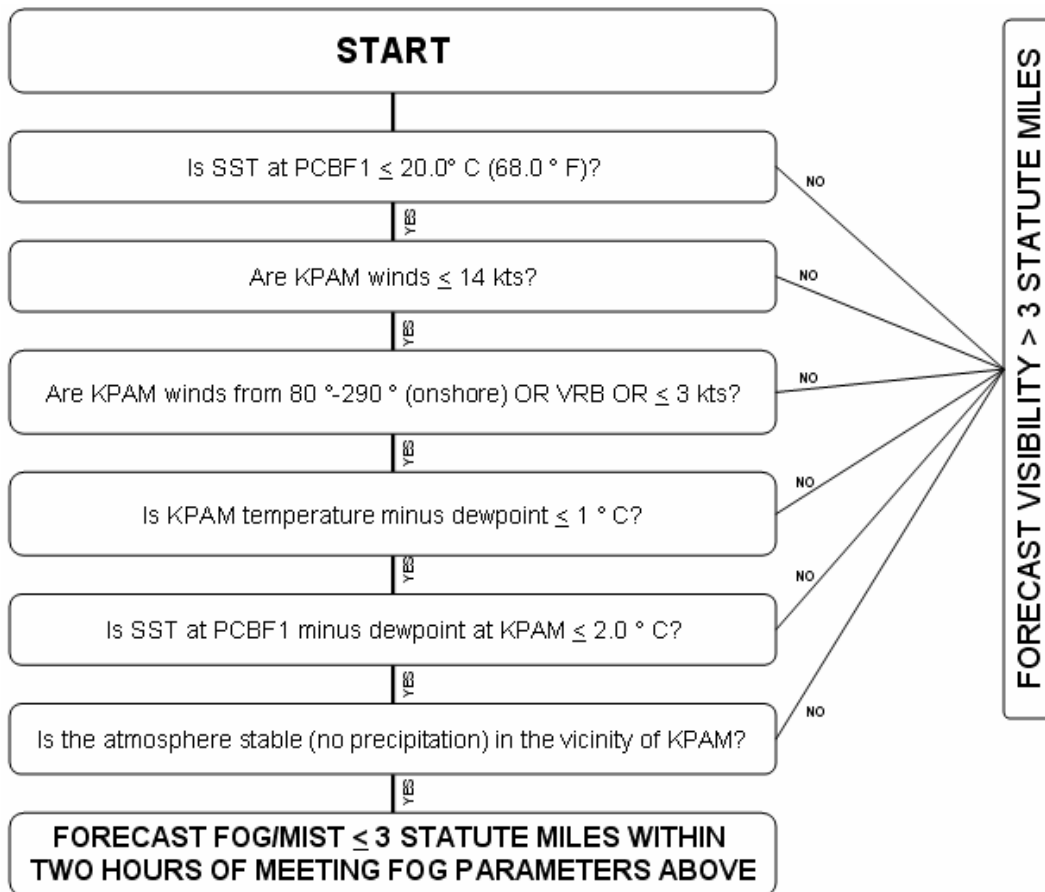 START
Is SST at PCBF1 ≤ 20.0° C (68.0 ° F)?
NO
YES
Are KPAM winds ≤ 14 kts?
NO
YES
Are KPAM winds from 80 °-290 ° (onshore) OR VRB OR ≤ 3 kts?
NO
YES
Is KPAM temperature minus dewpoint ≤ 1 ° C?
NO
YES
Is SST at PCBF1 minus dewpoint at KPAM ≤ 2.0 ° C?
NO
YES
Is the atmosphere stable (no precipitation) in the vicinity of KPAM?
NO
YES
FORECAST FOG/MIST ≤ 3 STATUTE MILES WITHIN
TWO HOURS OF MEETING FOG PARAMETERS ABOVE
FORECAST VISIBILITY > 3 STATUTE MILES